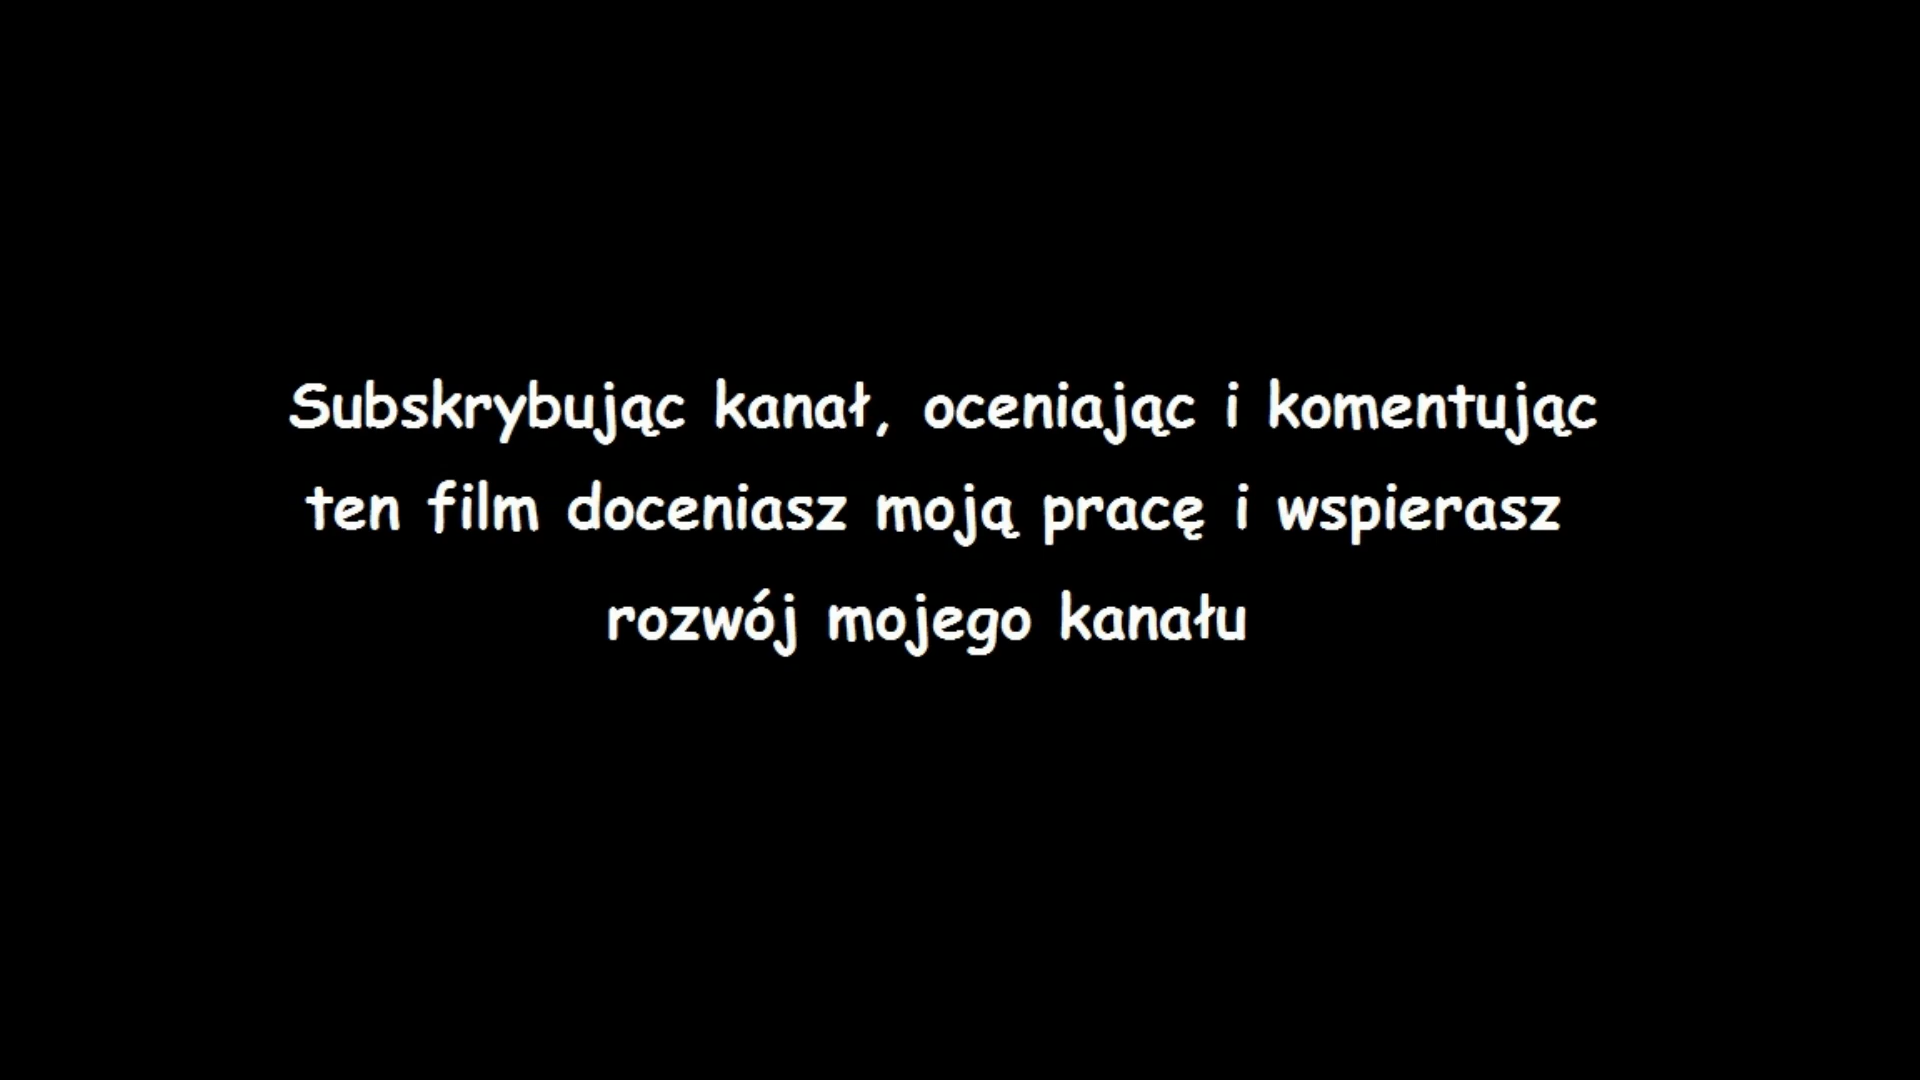 Subskrybując kanał, oceniając i komentując
ten film doceniasz moją pracę i wspierasz
rozwój mojego kanału